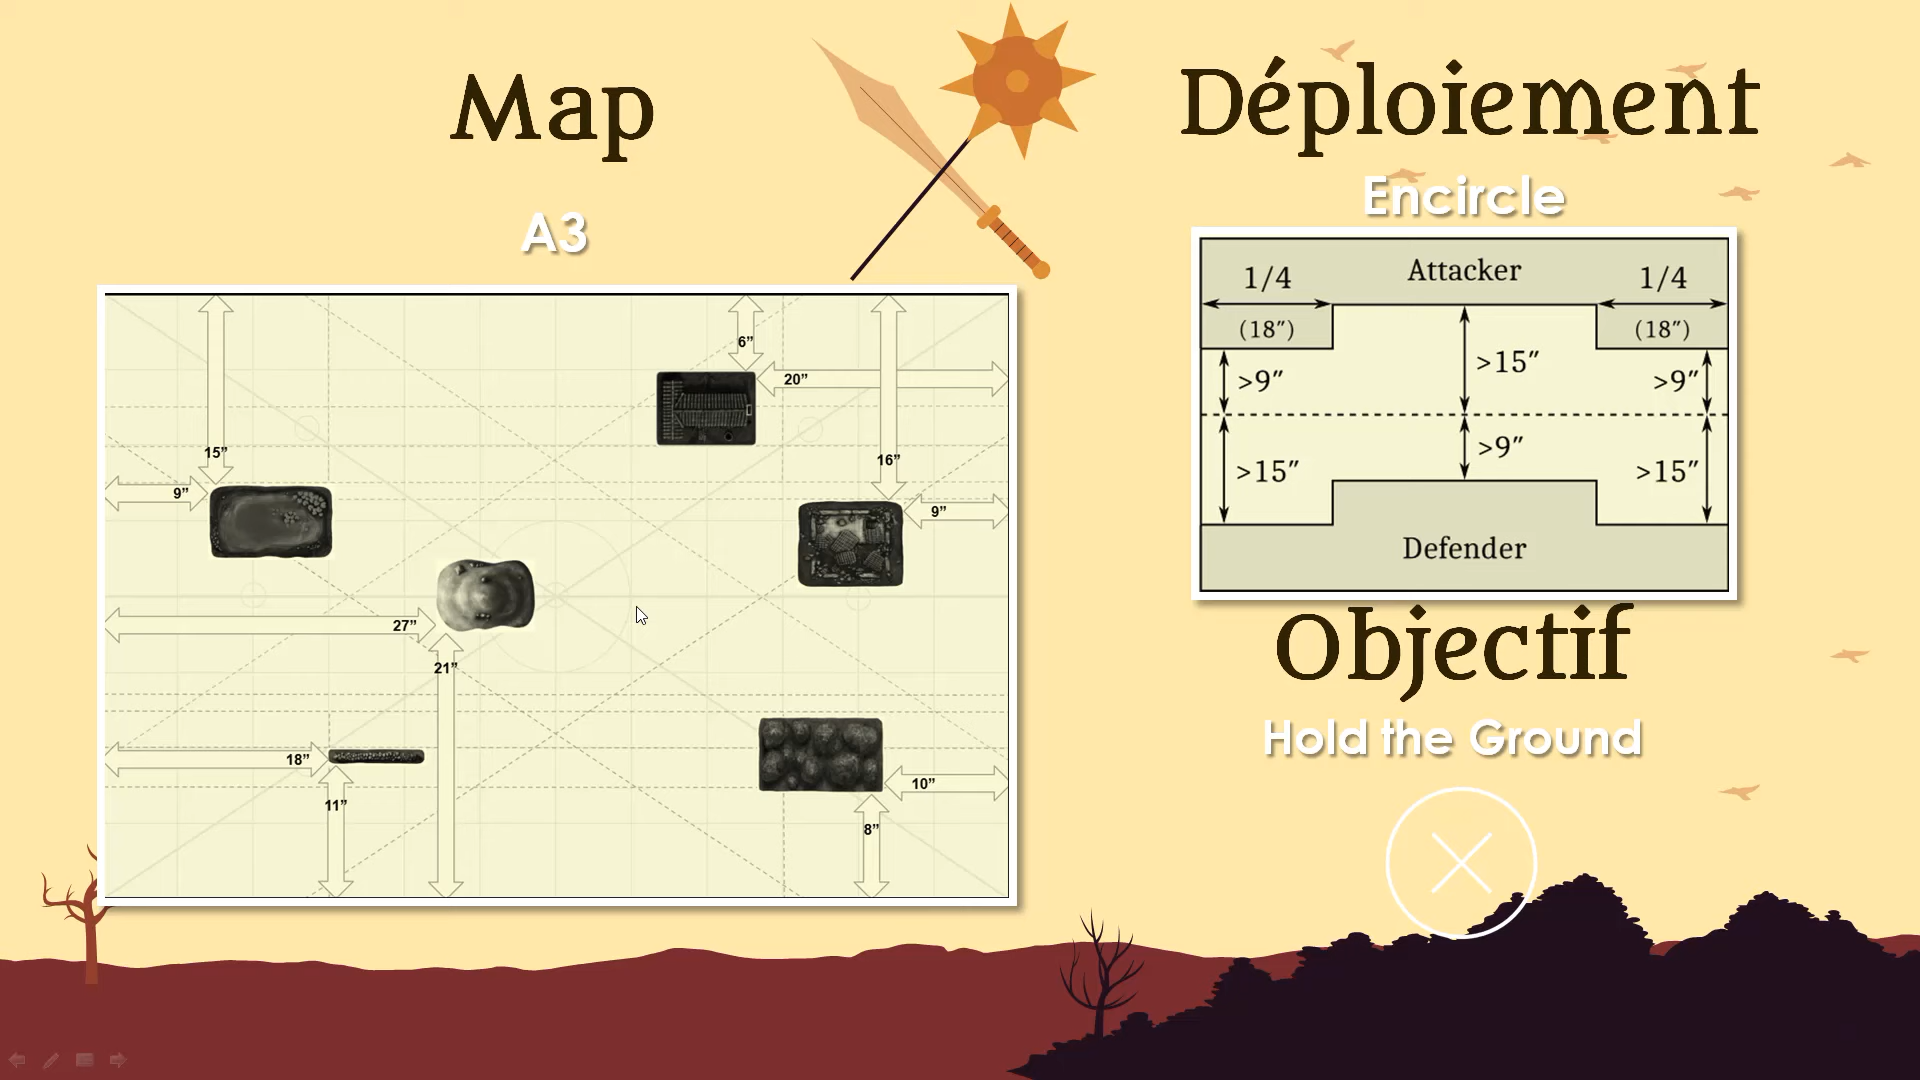 Map
A3
6”
20”
15”
16”
9”
9”
27”
21”
18”
11”
10”
8”
Déploiement
Encircle
1/4
Attacker
1/4
(18″)
(18″)
>9″
>15″
>9″
>15″
>9″
>15″
Defender
Objectif
Hold the Ground